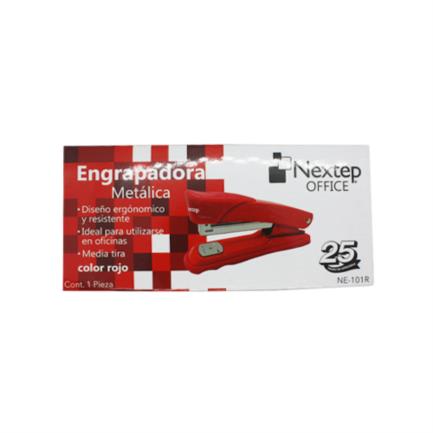 Engrapadora
Metálica
• Diseño ergónomico
y resistente
• Ideal para utilizarse
en oficinas
• Media tira
color rojo
Cont. 1 Pieza
Nextep
OFFICE
25
NE-101R